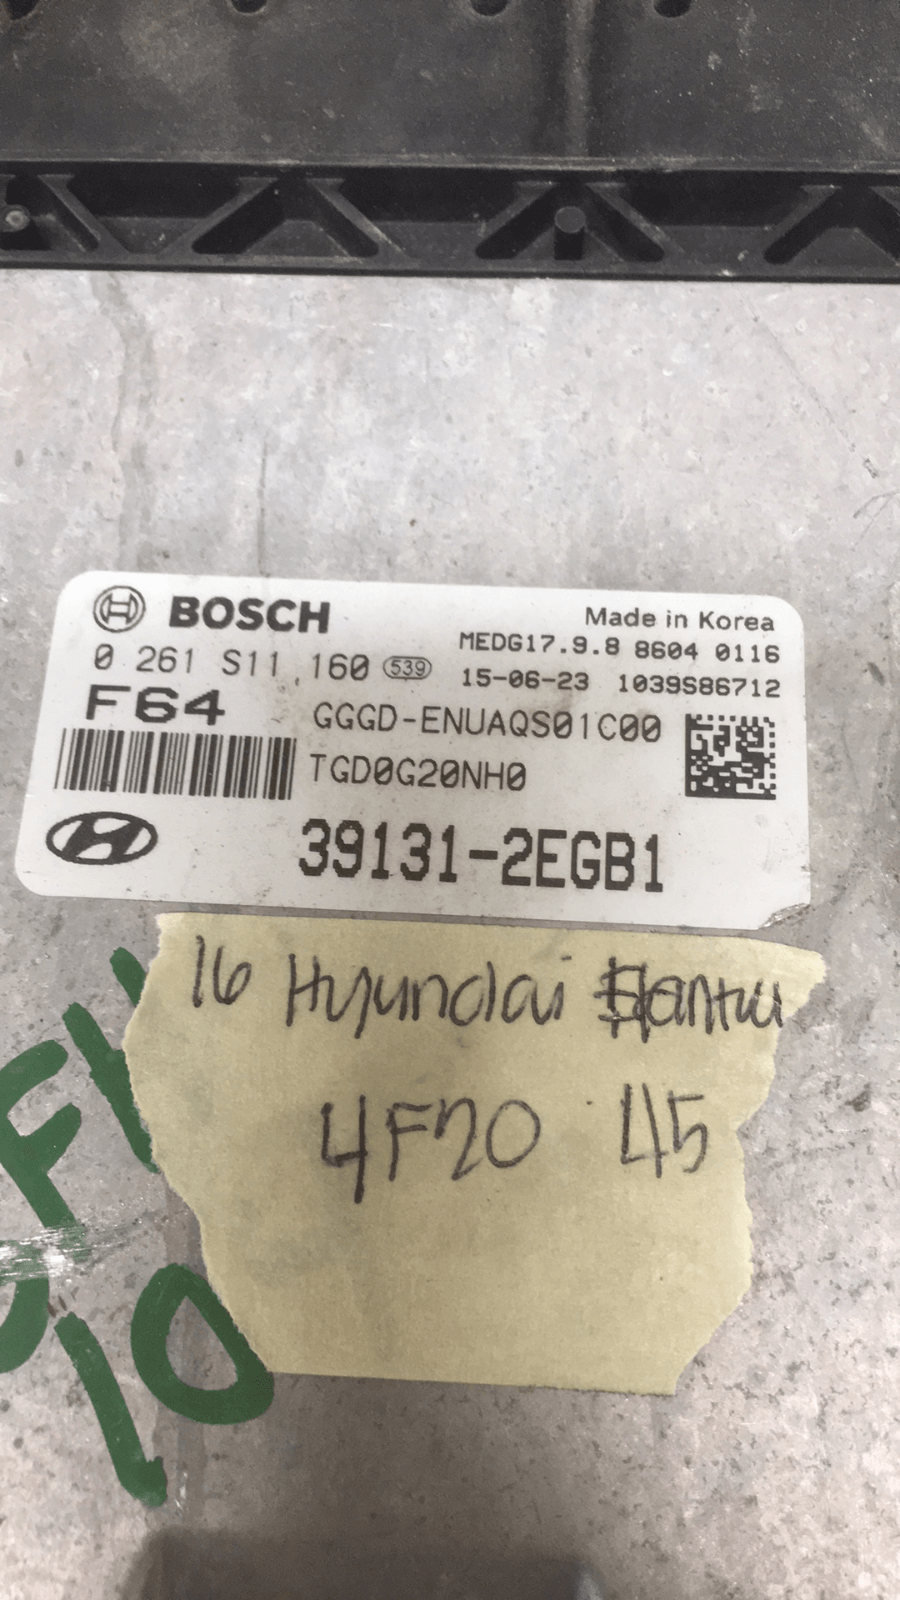 BOSCH
Made in Korea
0 261 S11 160 539
MEDG17.9.8 8604 0116
15-06-23 1039S86712
F64
GGGD-ENUAQS01C00
TGD0G20NH0
39131-2EGB1
16 Hyundai
4F20 45
10